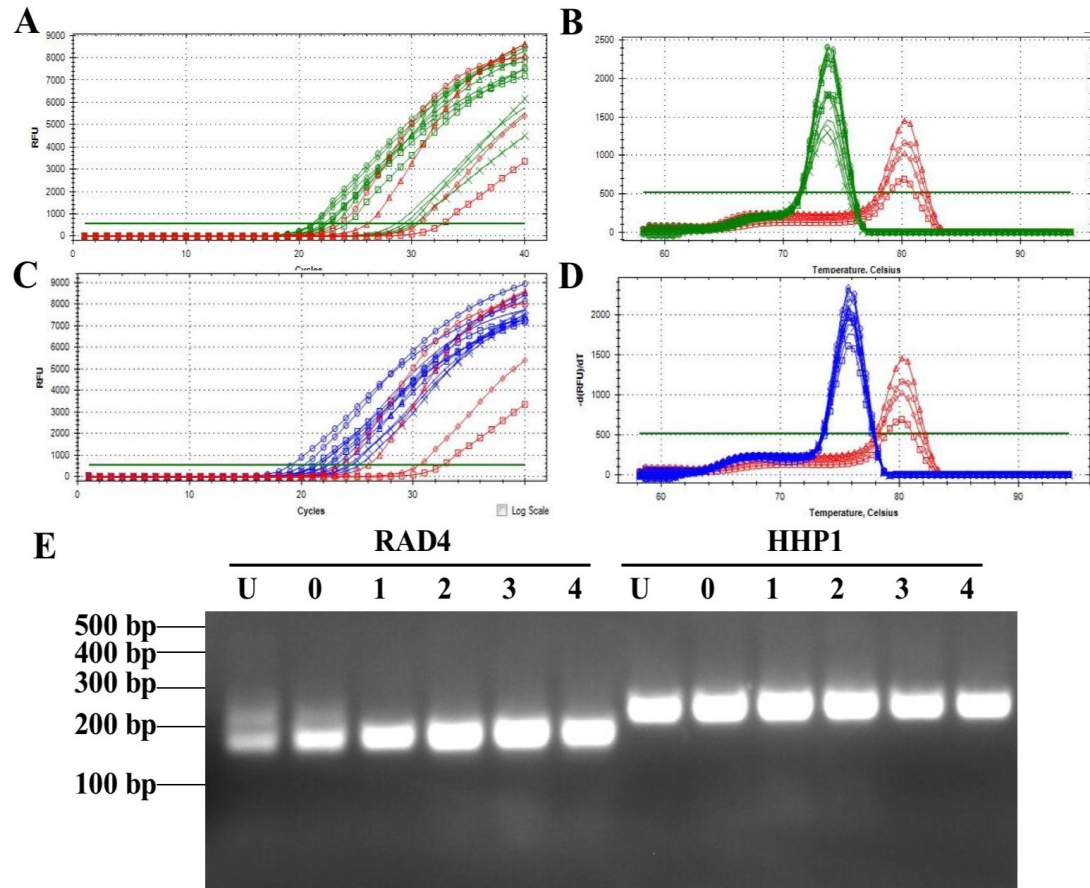 A
RFU
9000
8000
7000
6000
5000
4000
3000
2000
1000
0
0 10 20 30 40
Cycles
B
2500
2000
1500
1000
500
0
60 70 80 90
Temperature, Celsius
C
RFU
9000
8000
7000
6000
5000
4000
3000
2000
1000
0
0 10 20 30 40
Cycles
Log Scale
D
-d(RFU)/dT
2000
1500
1000
500
0
60 70 80 90
Temperature, Celsius
E
RAD4 HHP1
U 0 1 2 3 4 U 0 1 2 3 4
500 bp
400 bp
300 bp
200 bp
100 bp